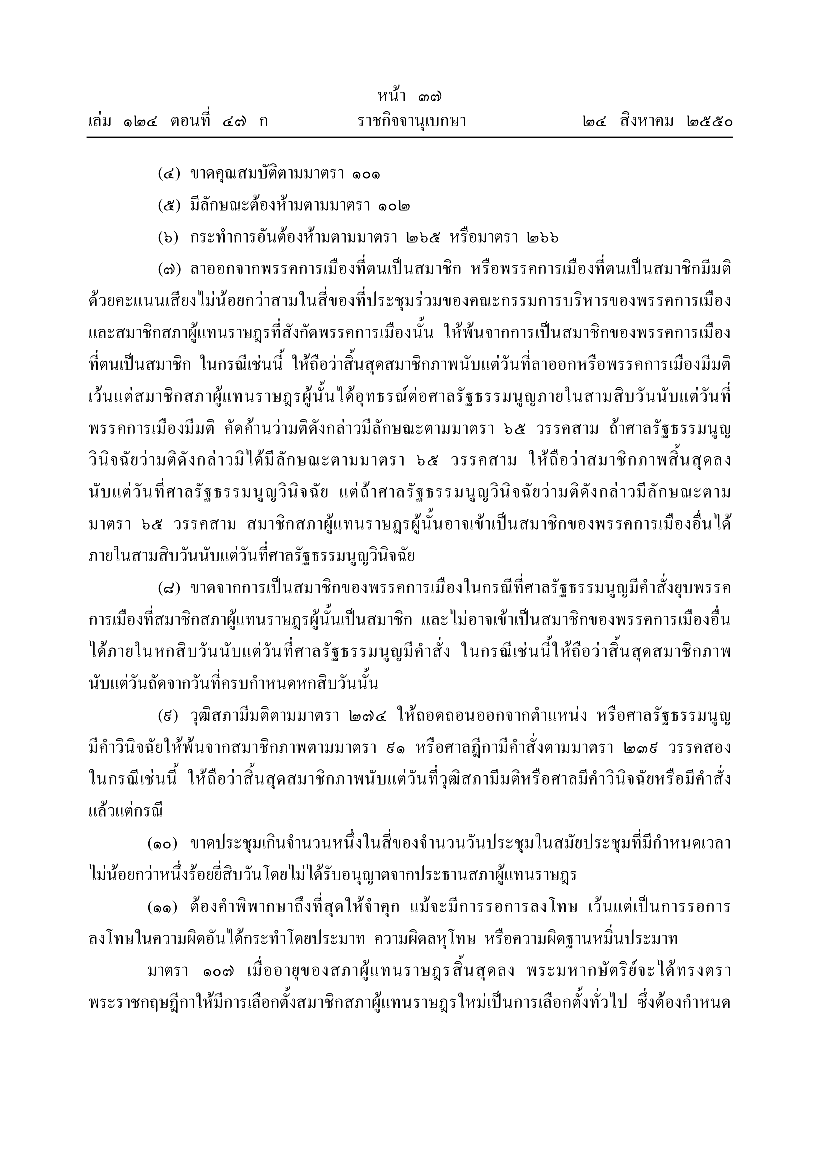 หน้า ๓๗
เล่ม ๑๒๔ ตอนที่ ๔๗ ก ราชกิจจานุเบกษา ๒๔ สิงหาคม ๒๕๕๐
(๔) ขาดคุณสมบัติตามมาตรา ๑๐๑
(๕) มีลักษณะต้องห้ามตามมาตรา ๑๐๒
(๖) กระทำการอันต้องห้ามตามมาตรา ๒๖๕ หรือมาตรา ๒๖๖
(๗) ลาออกจากพรรคการเมืองที่ตนเป็นสมาชิก หรือพรรคการเมืองที่ตนเป็นสมาชิกมีมติ
ด้วยคะแนนเสียงไม่น้อยกว่าสามในสี่ของที่ประชุมร่วมของคณะกรรมการบริหารของพรรคการเมือง
และสมาชิกสภาผู้แทนราษฎรที่สังกัดพรรคการเมืองนั้น ให้พ้นจากการเป็นสมาชิกของพรรคการเมือง
ที่ตนเป็นสมาชิก ในกรณีเช่นนี้ ให้ถือว่าสิ้นสุดสมาชิกภาพนับแต่วันที่ลาออกหรือพรรคการเมืองมีมติ
เว้นแต่สมาชิกสภาผู้แทนราษฎรผู้นั้นได้อุทธรณ์ต่อศาลรัฐธรรมนูญภายในสามสิบวันนับแต่วันที่
พรรคการเมืองมีมติ คัดค้านว่ามติดังกล่าวมีลักษณะตามมาตรา ๖๕ วรรคสาม ถ้าศาลรัฐธรรมนูญ
วินิจฉัยว่ามติดังกล่าวมิได้มีลักษณะตามมาตรา ๖๕ วรรคสาม ให้ถือว่าสมาชิกภาพสิ้นสุดลง
นับแต่วันที่ศาลรัฐธรรมนูญวินิจฉัย แต่ถ้าศาลรัฐธรรมนูญวินิจฉัยว่ามติดังกล่าวมีลักษณะตาม
มาตรา ๖๕ วรรคสาม สมาชิกสภาผู้แทนราษฎรผู้นั้นอาจเข้าเป็นสมาชิกของพรรคการเมืองอื่นได้
ภายในสามสิบวันนับแต่วันที่ศาลรัฐธรรมนูญวินิจฉัย
(๘) ขาดจากการเป็นสมาชิกของพรรคการเมืองในกรณีที่ศาลรัฐธรรมนูญมีคำสั่งยุบพรรค
การเมืองที่สมาชิกสภาผู้แทนราษฎรผู้นั้นเป็นสมาชิก และไม่อาจเข้าเป็นสมาชิกของพรรคการเมืองอื่น
ได้ภายในหกสิบวันนับแต่วันที่ศาลรัฐธรรมนูญมีคำสั่ง ในกรณีเช่นนี้ให้ถือว่าสิ้นสุดสมาชิกภาพ
นับแต่วันถัดจากวันที่ครบกำหนดหกสิบวันนั้น
(๙) วุฒิสภามีมติตามมาตรา ๒๗๔ ให้ถอดถอนออกจากตำแหน่ง หรือศาลรัฐธรรมนูญ
มีคำวินิจฉัยให้พ้นจากสมาชิกภาพตามมาตรา ๙๑ หรือศาลฎีกามีคำสั่งตามมาตรา ๒๓๙ วรรคสอง
ในกรณีเช่นนี้ ให้ถือว่าสิ้นสุดสมาชิกภาพนับแต่วันที่วุฒิสภามีมติหรือศาลมีคำวินิจฉัยหรือมีคำสั่ง
แล้วแต่กรณี
(๑๐) ขาดประชุมเกินจำนวนหนึ่งในสี่ของจำนวนวันประชุมในสมัยประชุมที่มีกำหนดเวลา
ไม่น้อยกว่าหนึ่งร้อยยี่สิบวันโดยไม่ได้รับอนุญาตจากประธานสภาผู้แทนราษฎร
(๑๑) ต้องคำพิพากษาถึงที่สุดให้จำคุก แม้จะมีการรอการลงโทษ เว้นแต่เป็นการรอการ
ลงโทษในความผิดอันได้กระทำโดยประมาท ความผิดลหุโทษ หรือความผิดฐานหมิ่นประมาท
มาตรา ๑๐๗ เมื่ออายุของสภาผู้แทนราษฎรสิ้นสุดลง พระมหากษัตริย์จะได้ทรงตรา
พระราชกฤษฎีกาให้มีการเลือกตั้งสมาชิกสภาผู้แทนราษฎรใหม่เป็นการเลือกตั้งทั่วไป ซึ่งต้องกำหนด